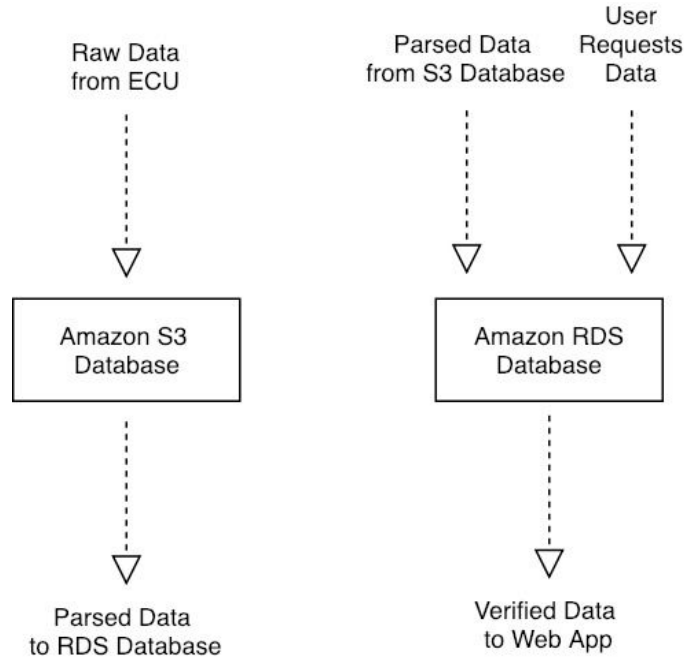 Raw Data
from ECU
Parsed Data
from S3 Database
User
Requests
Data
Amazon S3
Database
Amazon RDS
Database
Parsed Data
to RDS Database
Verified Data
to Web App